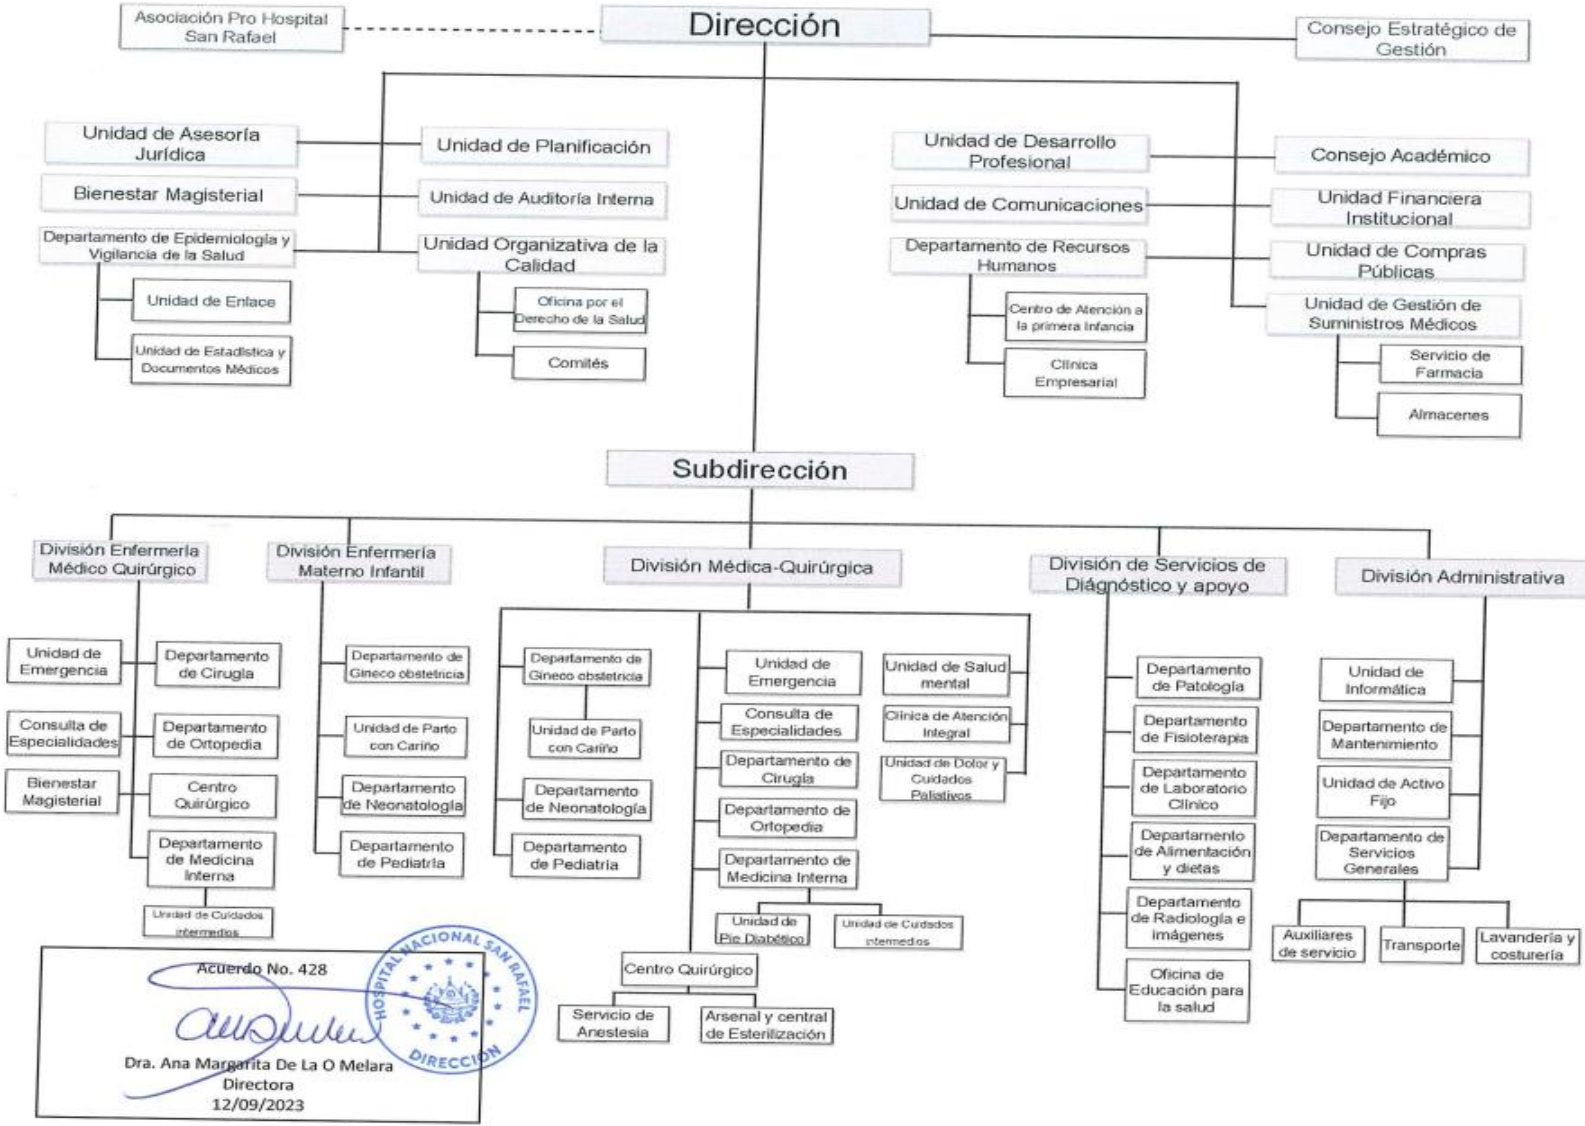 Asociación Pro Hospital
San Rafael
Dirección
Consejo Estratégico de
Gestión
Unidad de Asesoría
Jurídica
Unidad de Planificación
Bienestar Magisterial
Unidad de Auditoría Interna
Departamento de Epidemiología y
Vigilancia de la Salud
Unidad Organizativa de la
Calidad
Unidad de Enlace
Unidad de Estadística y
Documentos Médicos
Oficina por el
Derecho de la Salud
Comités
Unidad de Desarrollo
Profesional
Consejo Académico
Unidad de Comunicaciones
Unidad Financiera
Institucional
Departamento de Recursos
Humanos
Unidad de Compras
Públicas
Centro de Atención a
la primera Infancia
Clínica
Empresarial
Unidad de Gestión de
Suministros Médicos
Servicio de
Farmacia
Almacenes
Subdirección
División Enfermería
Médico Quirúrgico
División Enfermería
Materno Infantil
División Médica-Quirúrgica
División de Servicios de
Diágnóstico y apoyo
División Administrativa
Unidad de
Emergencia
Departamento
de Cirugía
Consulta de
Especialidades
Departamento
de Ortopedia
Bienestar
Magisterial
Centro
Quirúrgico
Departamento
de Medicina
Interna
Unidad de Cuidados
intermedios
Departamento de
Gineco obstetricia
Unidad de Parto
con Cariño
Departamento
de Neonatología
Departamento
de Pediatría
Departamento de
Gineco obstetricia
Unidad de Parto
con Cariño
Departamento
de Neonatología
Departamento
de Pediatría
Unidad de
Emergencia
Consulta de
Especialidades
Departamento de
Cirugía
Departamento de
Ortopedia
Departamento de
Medicina Interna
Unidad de
Pie Diabético
Unidad de Cuidados
intermedios
Centro Quirúrgico
Servicio de
Anestesia
Arsenal y central
de Esterilización
Unidad de Salud
mental
Clínica de Atención
Integral
Unidad de Dolor y
Cuidados
Paliativos
Departamento
de Patología
Departamento
de Fisioterapia
Departamento
de Laboratorio
Clínico
Departamento
de Alimentación
y dietas
Departamento
de Radiología e
imágenes
Oficina de
Educación para
la salud
Unidad de
Informática
Departamento de
Mantenimiento
Unidad de Activo
Fijo
Departamento de
Servicios
Generales
Auxiliares
de servicio
Transporte
Lavandería y
costurería
Acuerdo No. 428
Dra. Ana Margarita De La O Melara
Directora
12/09/2023
HOSPITAL NACIONAL SAN RAFAEL
DIRECCIÓN